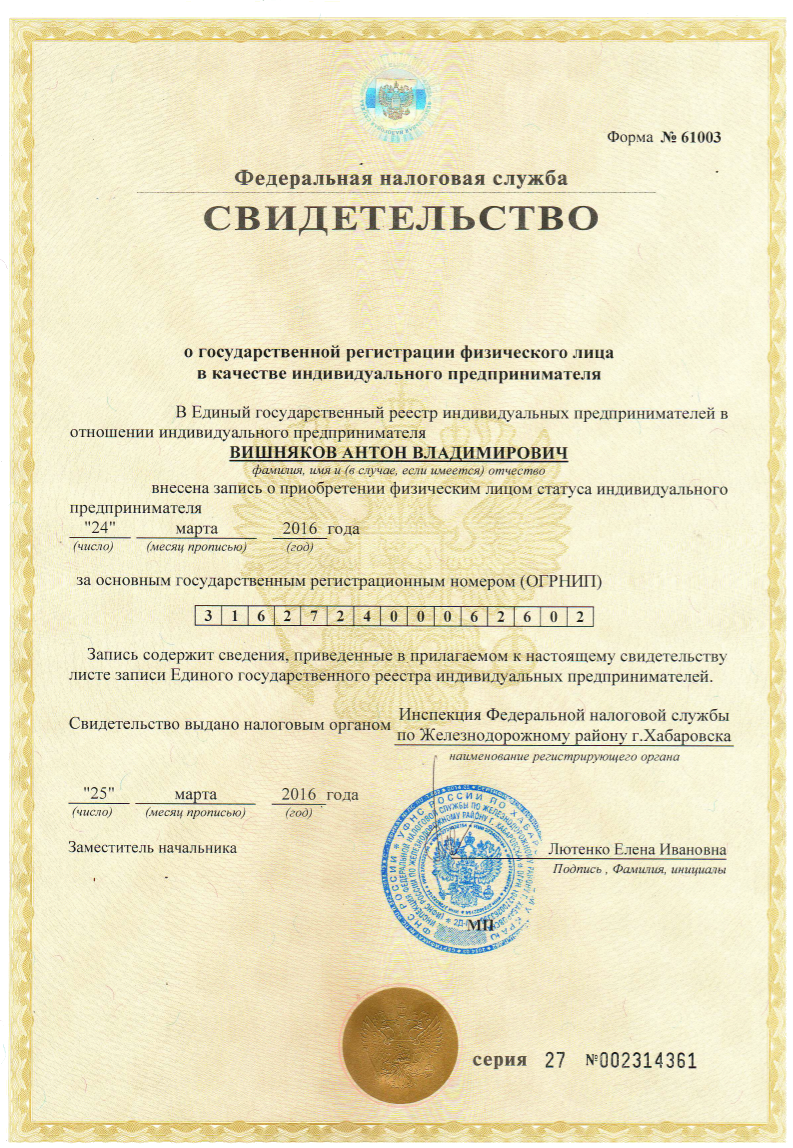 Форма № 61003
Федеральная налоговая служба
СВИДЕТЕЛЬСТВО
о государственной регистрации физического лица
в качестве индивидуального предпринимателя
В Единый государственный реестр индивидуальных предпринимателей в
отношении индивидуального предпринимателя
ВИШНЯКОВ АНТОН ВЛАДИМИРОВИЧ
фамилия, имя и (в случае, если имеется) отчество
внесена запись о приобретении физическим лицом статуса индивидуального
предпринимателя
"24" марта 2016 года
(число) (месяц прописью) (год)
за основным государственным регистрационным номером (ОГРНИП)
3 1 6 2 7 2 4 0 0 0 6 2 6 0 2
Запись содержит сведения, приведенные в прилагаемом к настоящему свидетельству
листе записи Единого государственного реестра индивидуальных предпринимателей.
Свидетельство выдано налоговым органом Инспекция Федеральной налоговой службы
по Железнодорожному району г.Хабаровска
наименование регистрирующего органа
"25" марта 2016 года
(число) (месяц прописью) (год)
Заместитель начальника Лютенко Елена Ивановна
Подпись , Фамилия, инициалы
МП
серия 27 №002314361